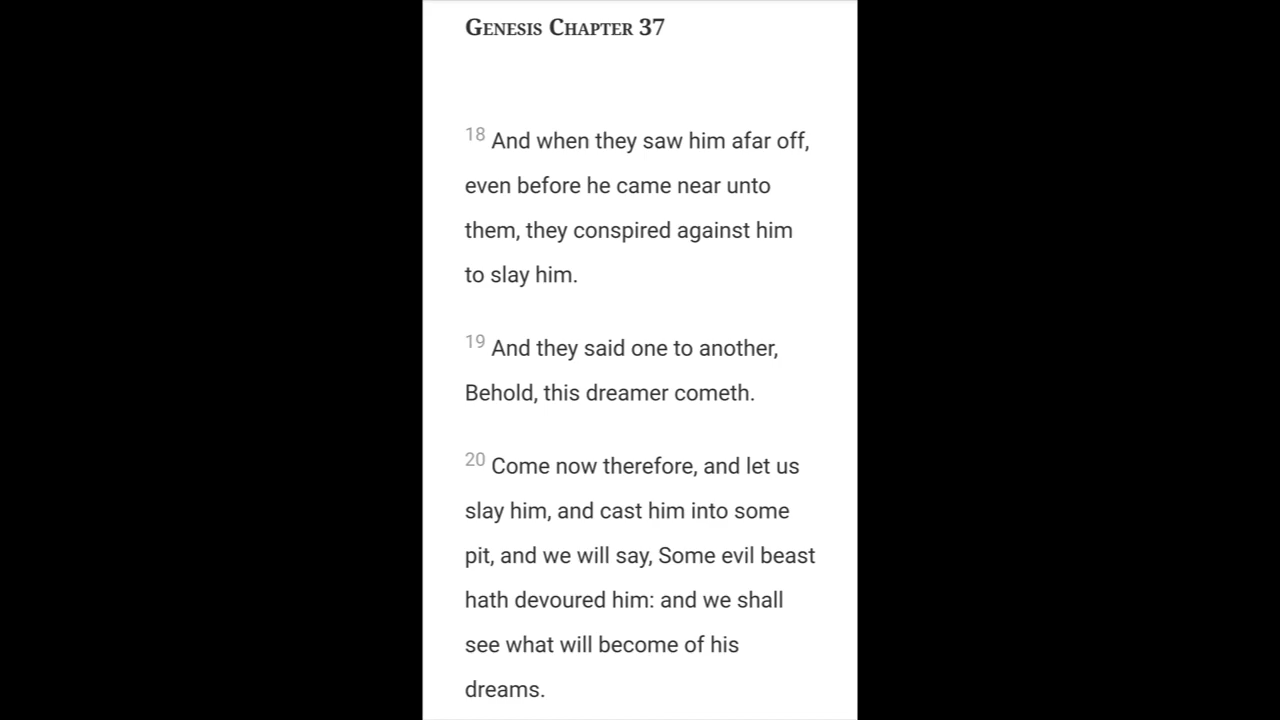 Genesis Chapter 37
18 And when they saw him afar off,
even before he came near unto
them, they conspired against him
to slay him.
19 And they said one to another,
Behold, this dreamer cometh.
20 Come now therefore, and let us
slay him, and cast him into some
pit, and we will say, Some evil beast
hath devoured him: and we shall
see what will become of his
dreams.